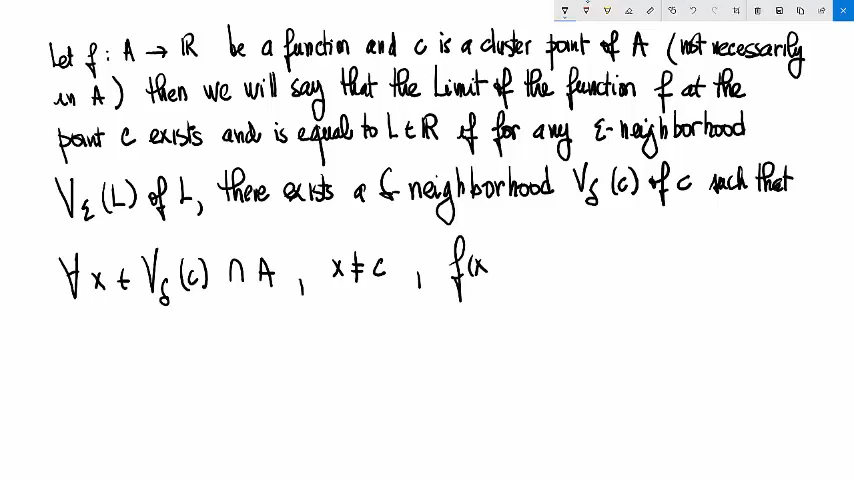 Let f : A → ℝ be a function and c is a cluster point of A (not necessarily
in A) then we will say that the Limit of the function f at the
point c exists and is equal to L ∈ ℝ if for any ε-neighborhood
V_ε(L) of L, there exists a δ- neighborhood V_δ(c) of c such that
∀ x ∈ V_δ(c) ∩ A , x ≠ c , f(x